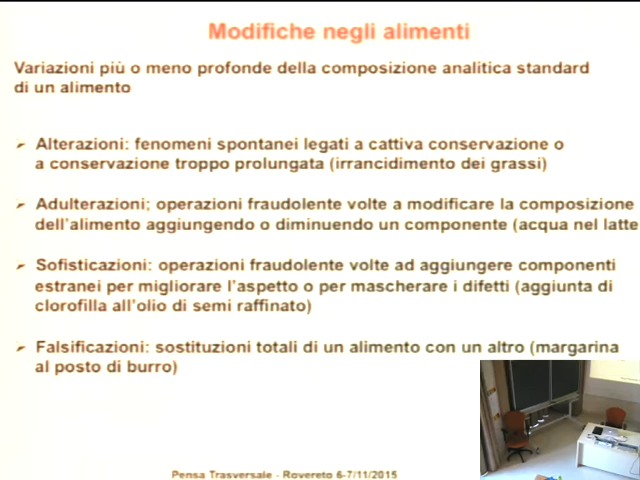 Modifiche negli alimenti
Variazioni più o meno profonde della composizione analitica standard
di un alimento
Alterazioni: fenomeni spontanei legati a cattiva conservazione o
a conservazione troppo prolungata (irrancidimento dei grassi)
Adulterazioni; operazioni fraudolente volte a modificare la composizione
dell'alimento aggiungendo o diminuendo un componente (acqua nel latte
Sofisticazioni: operazioni fraudolente volte ad aggiungere componenti
estranei per migliorare l'aspetto o per mascherare i difetti (aggiunta di
clorofilla all'olio di semi raffinato)
Falsificazioni: sostituzioni totali di un alimento con un altro (margarina
al posto di burro)
Pensa Trasversale - Rovereto 6-7/11/2015